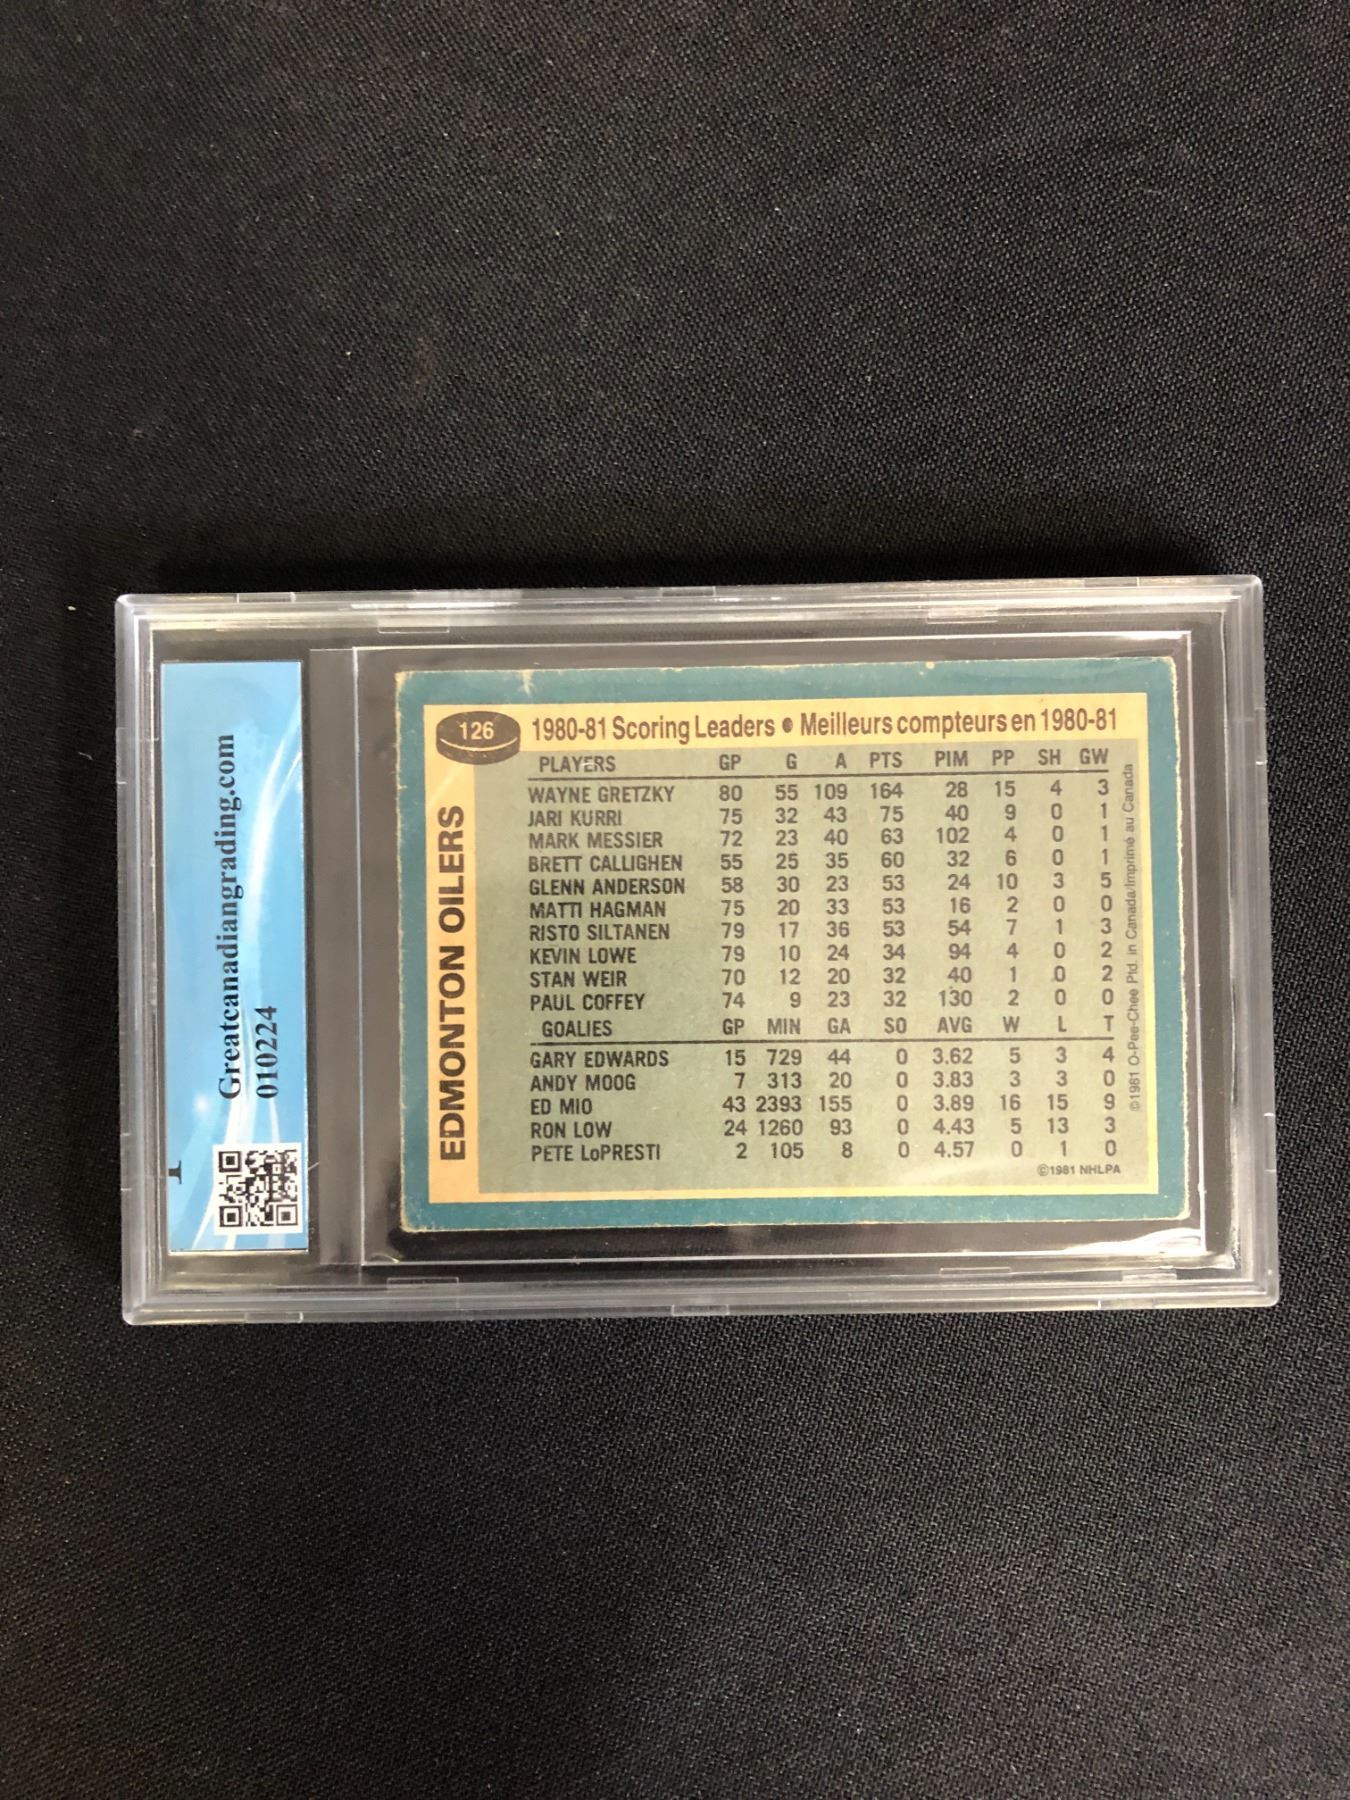 Greatcanadiangrading.com
010224
126
EDMONTON OILERS
1980-81 Scoring Leaders • Meilleurs compteurs en 1980-81
PLAYERS GP G A PTS PIM PP SH GW
WAYNE GRETZKY 80 55 109 164 28 15 4 3
JARI KURRI 75 32 43 75 40 9 0 1
MARK MESSIER 72 23 40 63 102 4 0 1
BRETT CALLIGHEN 55 25 35 60 32 6 0 1
GLENN ANDERSON 58 30 23 53 24 10 3 5
MATTI HAGMAN 75 20 33 53 16 2 0 0
RISTO SILTANEN 79 17 36 53 54 7 1 3
KEVIN LOWE 79 10 24 34 94 4 0 2
STAN WEIR 70 12 20 32 40 1 0 2
PAUL COFFEY 74 9 23 32 130 2 0 0
GOALIES GP MIN GA SO AVG W L T
GARY EDWARDS 15 729 44 0 3.62 5 3 4
ANDY MOOG 7 313 20 0 3.83 3 3 0
ED MIO 43 2393 155 0 3.89 16 15 9
RON LOW 24 1260 93 0 4.43 5 13 3
PETE LoPRESTI 2 105 8 0 4.57 0 1 0
©1981 NHLPA
©1981 O-Pee-Chee Ptd. in Canada/Imprimé au Canada